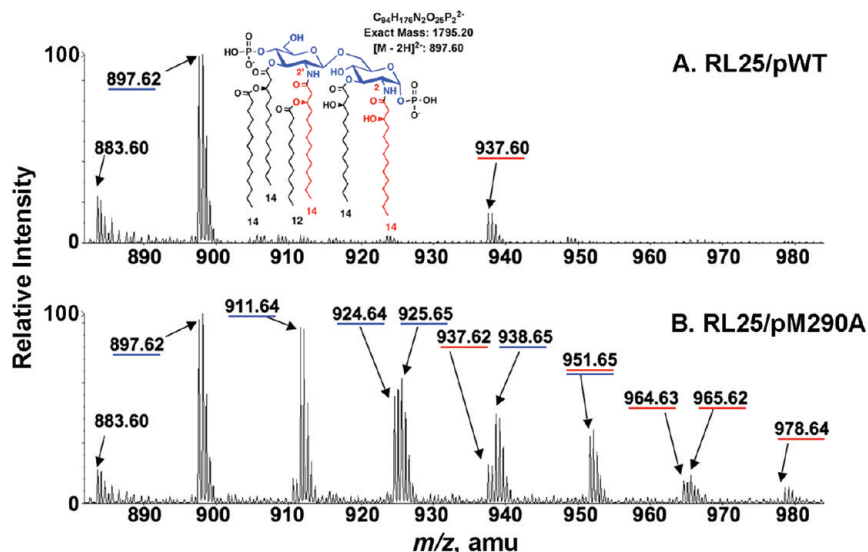 C94H176N2O25P2 2-
Exact Mass: 1795.20
[M - 2H]2-: 897.60
A. RL25/pWT
100
897.62
883.60
937.60
0
OH
HO-P-O
O-
O
HO
NH
2'
2
O
HO
O-P-OH
O-
14
14
12
14
14
14
890 900 910 920 930 940 950 960 970 980
Relative Intensity
B. RL25/pM290A
100
897.62
911.64
924.64
925.65
937.62
938.65
951.65
964.63
965.62
978.64
883.60
0
890 900 910 920 930 940 950 960 970 980
m/z, amu